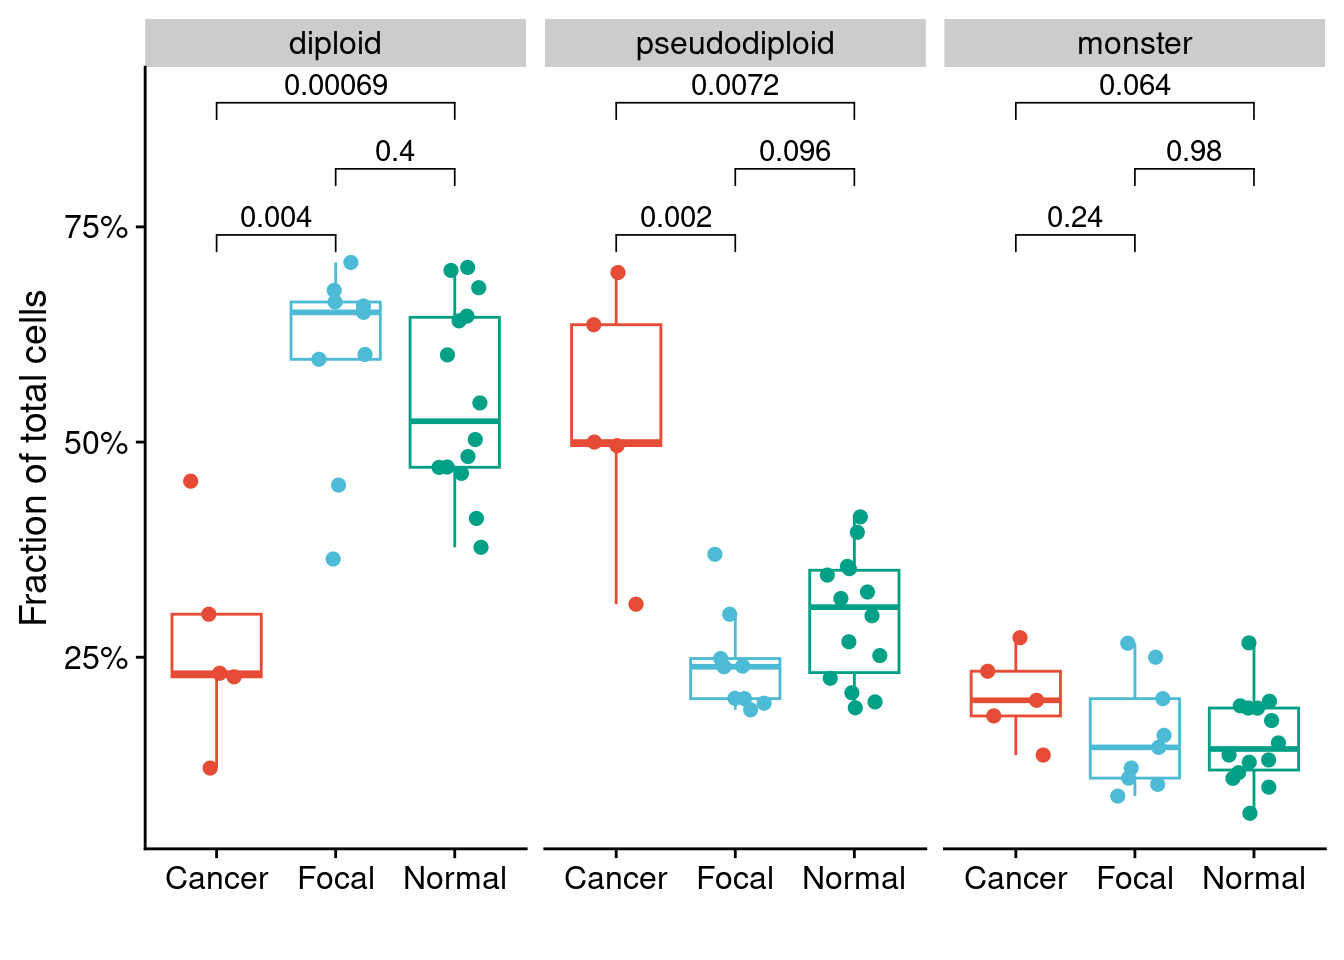 diploid pseudodiploid monster
0.00069 0.0072 0.064
0.4 0.096 0.98
0.004 0.002 0.24
75%
50%
25%
Fraction of total cells
Cancer Focal Normal Cancer Focal Normal Cancer Focal Normal